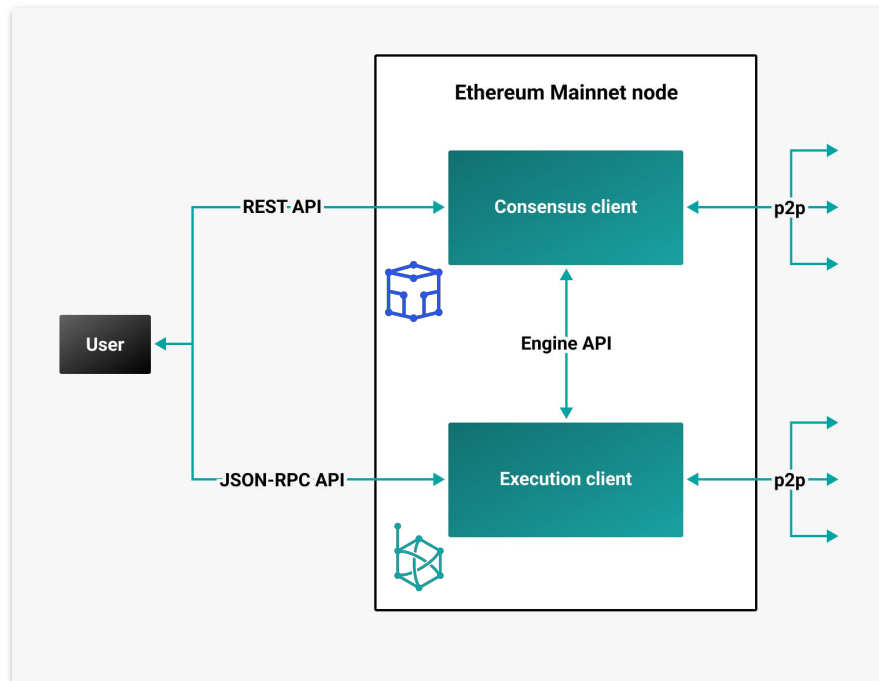 Ethereum Mainnet node
REST API
Consensus client
p2p
User
Engine API
JSON-RPC API
Execution client
p2p